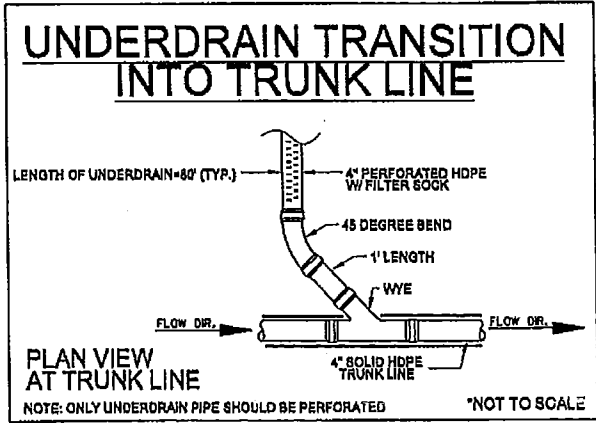 UNDERDRAIN TRANSITION
INTO TRUNK LINE
LENGTH OF UNDERDRAIN=60' (TYP.)
4" PERFORATED HDPE
W/ FILTER SOCK
45 DEGREE BEND
1' LENGTH
WYE
FLOW DIR.
FLOW DIR.
4" SOLID HDPE
TRUNK LINE
PLAN VIEW
AT TRUNK LINE
NOTE: ONLY UNDERDRAIN PIPE SHOULD BE PERFORATED
*NOT TO SCALE